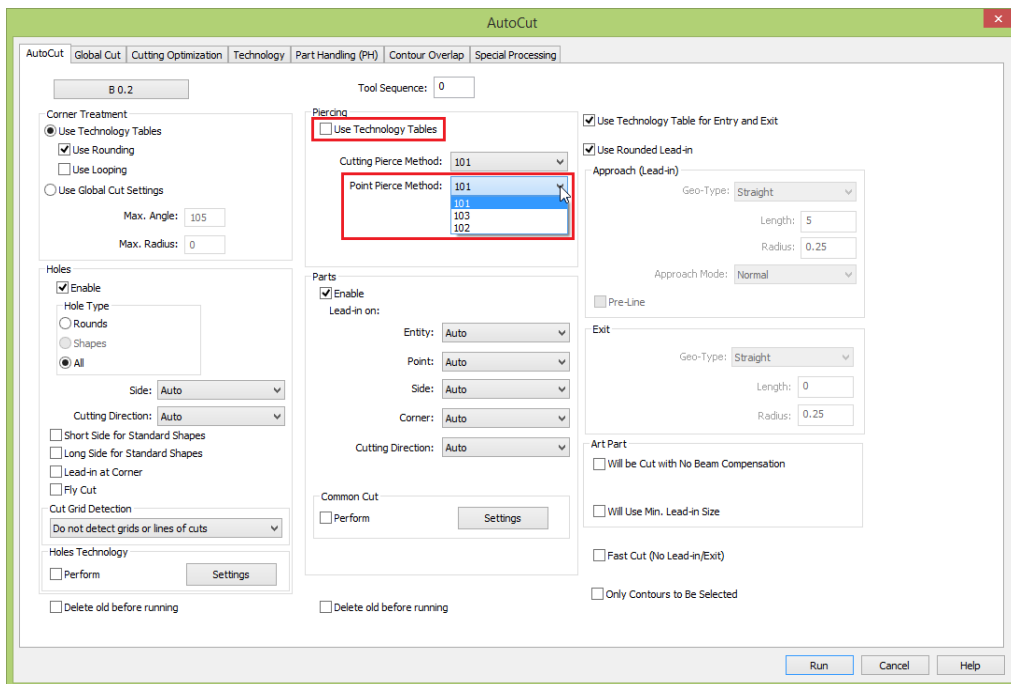 AutoCut
AutoCut Global Cut Cutting Optimization Technology Part Handling (PH) Contour Overlap Special Processing
B 0.2
Tool Sequence: 0
Corner Treatment
Use Technology Tables
Use Rounding
Use Looping
Use Global Cut Settings
Max. Angle: 105
Max. Radius: 0
Piercing
Use Technology Tables
Cutting Pierce Method: 101
Point Pierce Method: 101
101
103
102
Use Technology Table for Entry and Exit
Use Rounded Lead-in
Approach (Lead-in)
Geo-Type: Straight
Length: 5
Radius: 0.25
Approach Mode: Normal
Pre-Line
Holes
Enable
Hole Type
Rounds
Shapes
All
Side: Auto
Cutting Direction: Auto
Short Side for Standard Shapes
Long Side for Standard Shapes
Lead-in at Corner
Fly Cut
Cut Grid Detection
Do not detect grids or lines of cuts
Holes Technology
Perform Settings
Delete old before running
Parts
Enable
Lead-in on:
Entity: Auto
Point: Auto
Side: Auto
Corner: Auto
Cutting Direction: Auto
Common Cut
Perform Settings
Delete old before running
Exit
Geo-Type: Straight
Length: 0
Radius: 0.25
Art Part
Will be Cut with No Beam Compensation
Will Use Min. Lead-in Size
Fast Cut (No Lead-in/Exit)
Only Contours to Be Selected
Run Cancel Help